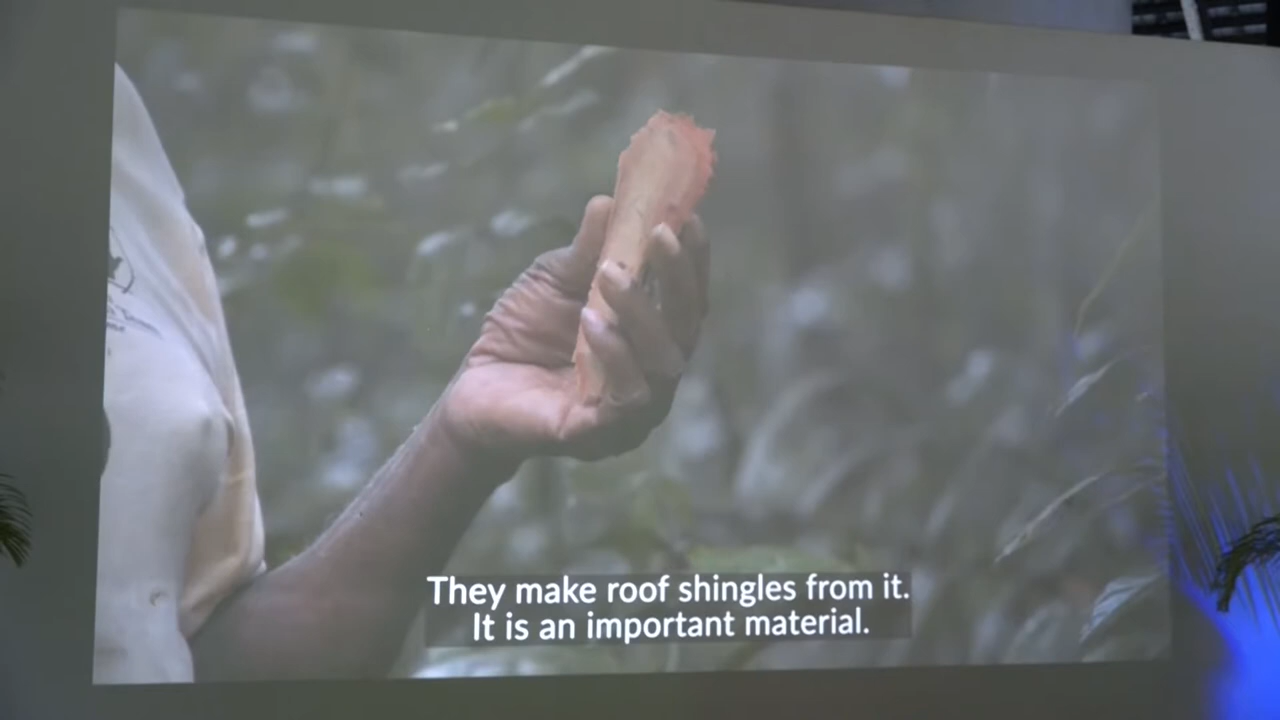 They make roof shingles from it.
It is an important material.